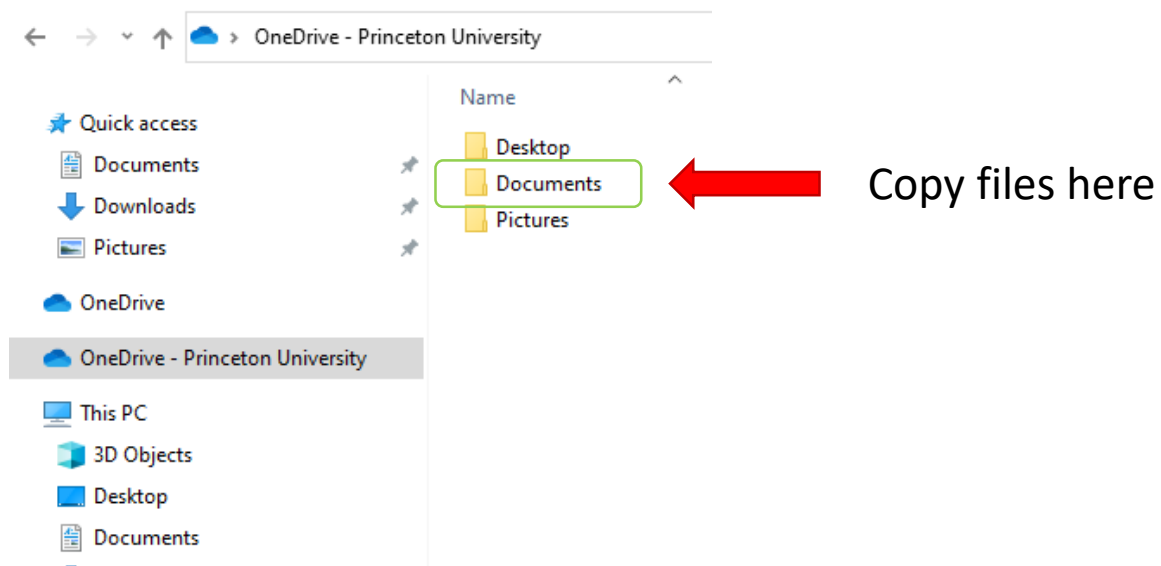 OneDrive - Princeton University
Quick access
Documents
Downloads
Pictures
OneDrive
OneDrive - Princeton University
This PC
3D Objects
Desktop
Documents
Name
Desktop
Documents
Pictures
Copy files here